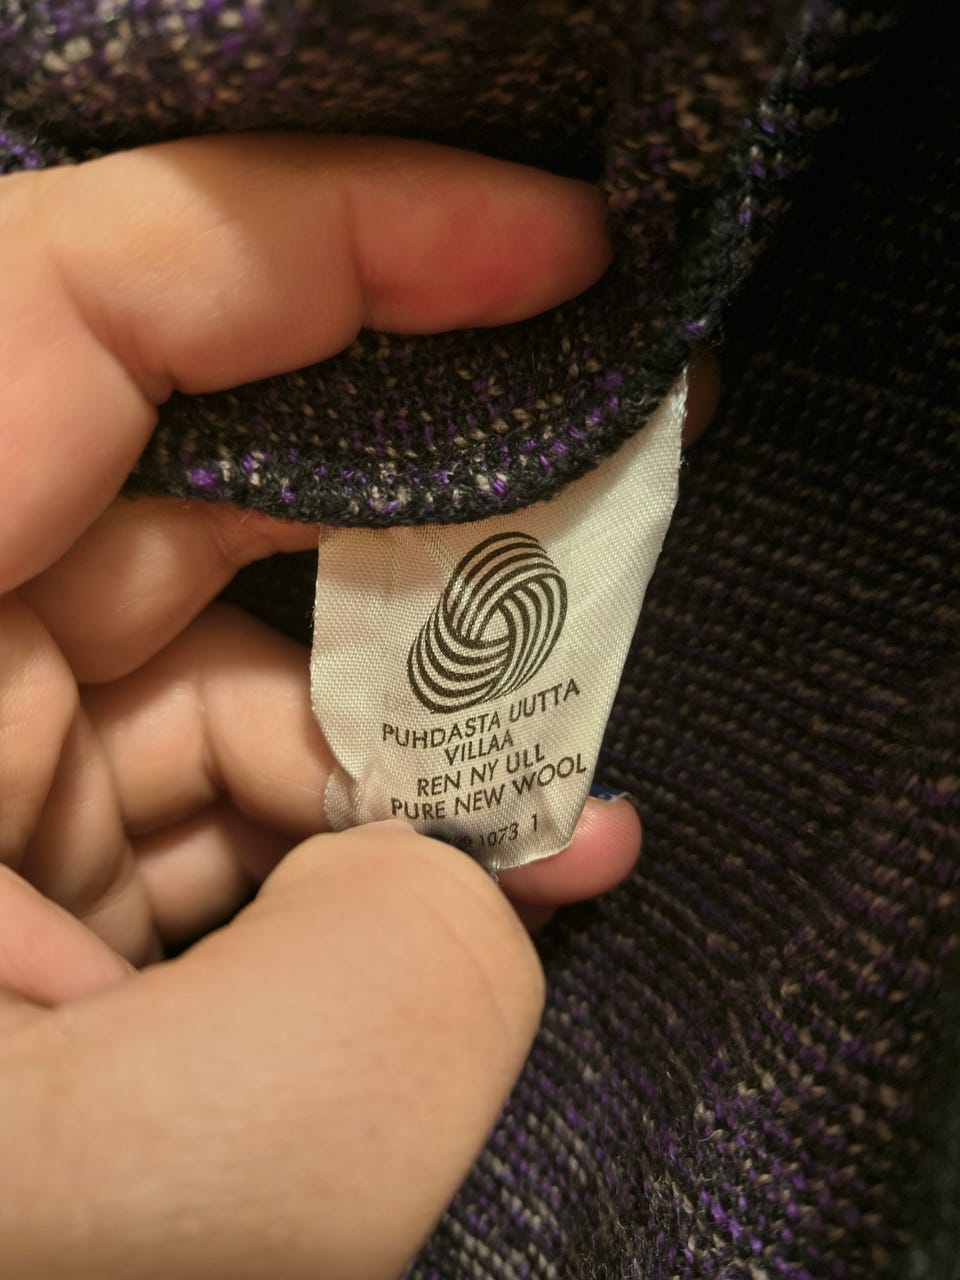 PUHDASTA UUTTA
VILLAA
REN NY ULL
PURE NEW WOOL
1073 1